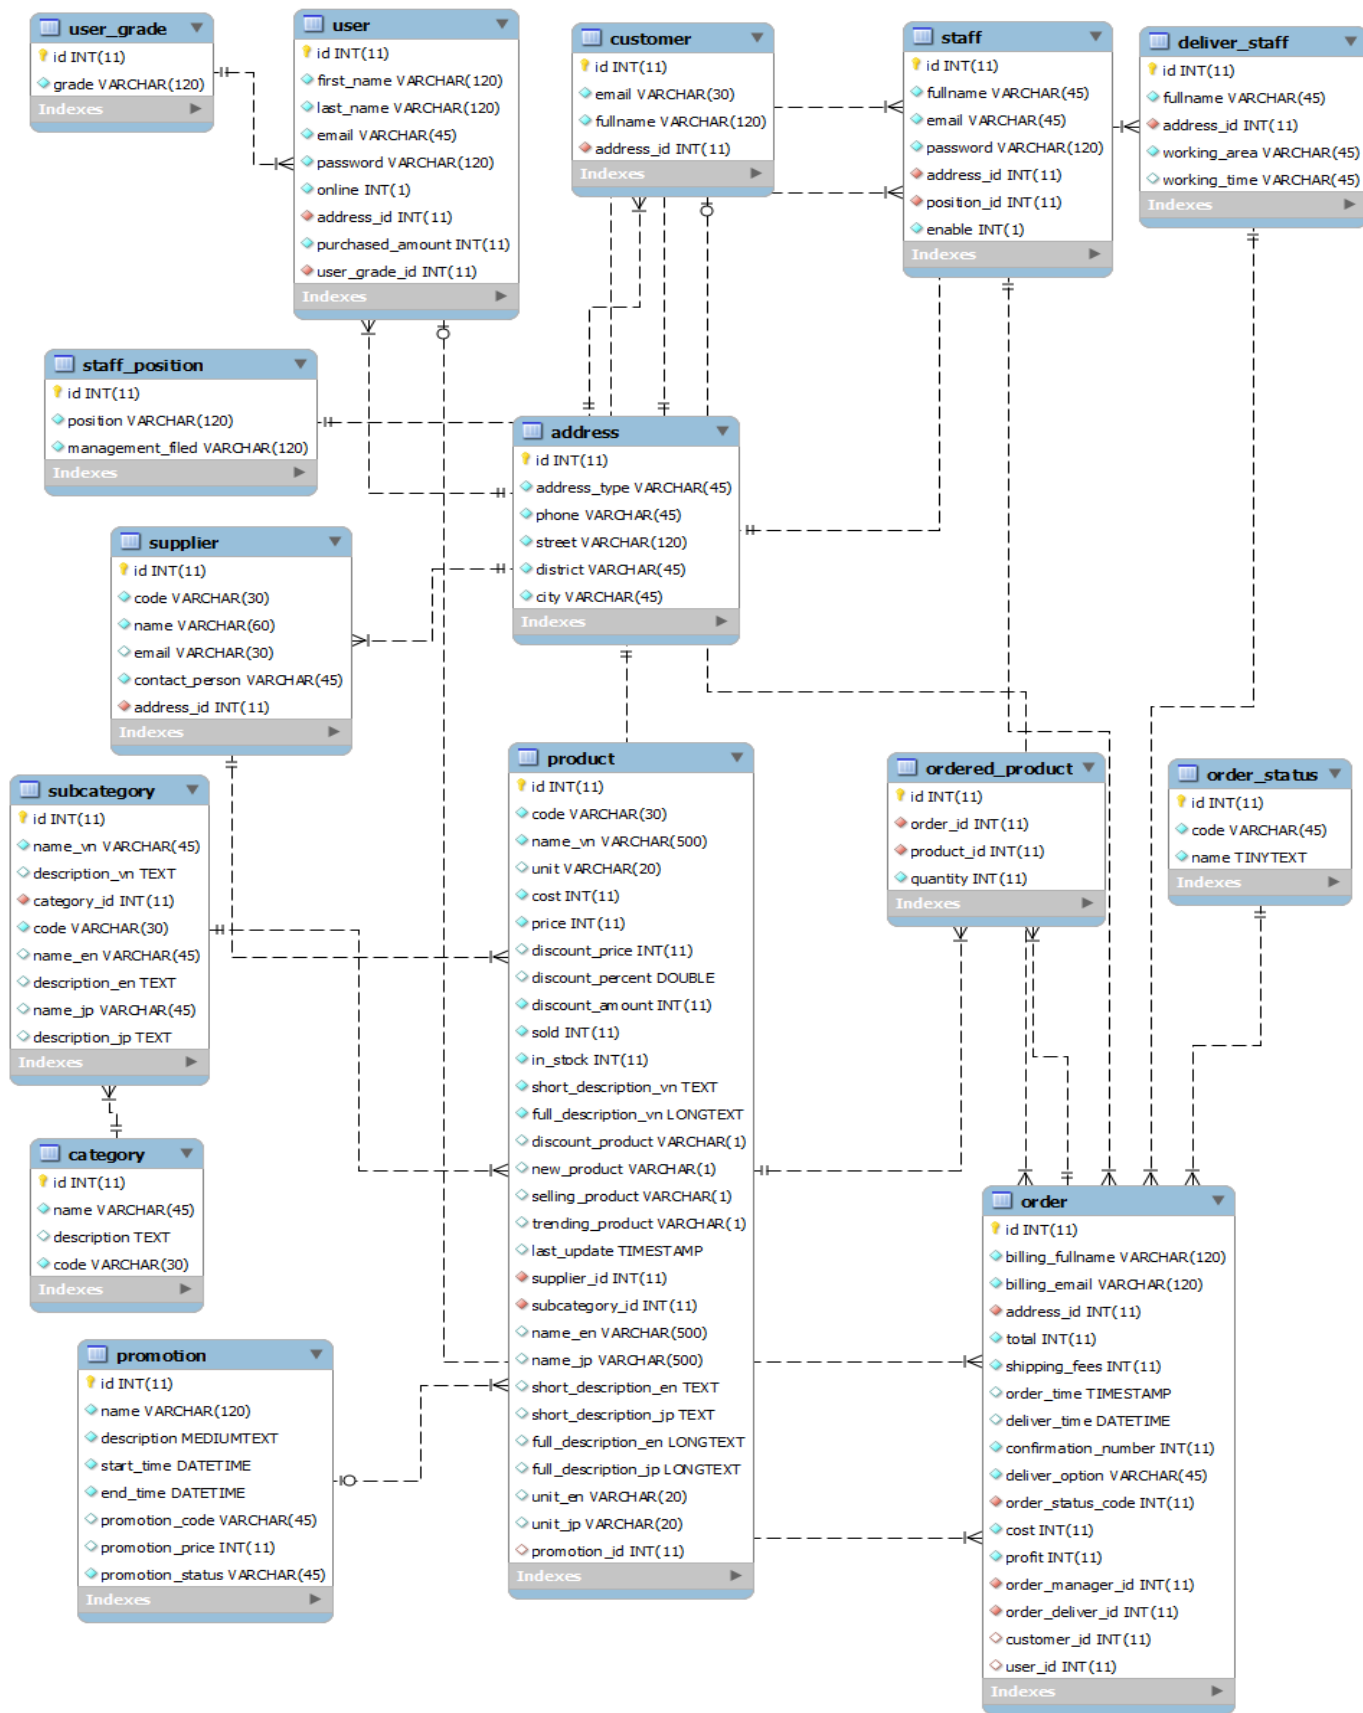 user_grade
id INT(11)
grade VARCHAR(120)
Indexes
user
id INT(11)
first_name VARCHAR(120)
last_name VARCHAR(120)
email VARCHAR(45)
password VARCHAR(120)
online INT(1)
address_id INT(11)
purchased_amount INT(11)
user_grade_id INT(11)
Indexes
customer
id INT(11)
email VARCHAR(30)
fullname VARCHAR(120)
address_id INT(11)
Indexes
staff
id INT(11)
fullname VARCHAR(45)
email VARCHAR(45)
password VARCHAR(120)
address_id INT(11)
position_id INT(11)
enable INT(1)
Indexes
deliver_staff
id INT(11)
fullname VARCHAR(45)
address_id INT(11)
working_area VARCHAR(45)
working_time VARCHAR(45)
Indexes
staff_position
id INT(11)
position VARCHAR(120)
management_filed VARCHAR(120)
Indexes
address
id INT(11)
address_type VARCHAR(45)
phone VARCHAR(45)
street VARCHAR(120)
district VARCHAR(45)
city VARCHAR(45)
Indexes
supplier
id INT(11)
code VARCHAR(30)
name VARCHAR(60)
email VARCHAR(30)
contact_person VARCHAR(45)
address_id INT(11)
Indexes
subcategory
id INT(11)
name_vn VARCHAR(45)
description_vn TEXT
category_id INT(11)
code VARCHAR(30)
name_en VARCHAR(45)
description_en TEXT
name_jp VARCHAR(45)
description_jp TEXT
Indexes
product
id INT(11)
code VARCHAR(30)
name_vn VARCHAR(500)
unit VARCHAR(20)
cost INT(11)
price INT(11)
discount_price INT(11)
discount_percent DOUBLE
discount_amount INT(11)
sold INT(11)
in_stock INT(11)
short_description_vn TEXT
full_description_vn LONGTEXT
discount_product VARCHAR(1)
new_product VARCHAR(1)
selling_product VARCHAR(1)
trending_product VARCHAR(1)
last_update TIMESTAMP
supplier_id INT(11)
subcategory_id INT(11)
name_en VARCHAR(500)
name_jp VARCHAR(500)
short_description_en TEXT
short_description_jp TEXT
full_description_en LONGTEXT
full_description_jp LONGTEXT
unit_en VARCHAR(20)
unit_jp VARCHAR(20)
promotion_id INT(11)
Indexes
ordered_product
id INT(11)
order_id INT(11)
product_id INT(11)
quantity INT(11)
Indexes
order_status
id INT(11)
code VARCHAR(45)
name TINYTEXT
Indexes
category
id INT(11)
name VARCHAR(45)
description TEXT
code VARCHAR(30)
Indexes
promotion
id INT(11)
name VARCHAR(120)
description MEDIUMTEXT
start_time DATETIME
end_time DATETIME
promotion_code VARCHAR(45)
promotion_price INT(11)
promotion_status VARCHAR(45)
Indexes
order
id INT(11)
billing_fullname VARCHAR(120)
billing_email VARCHAR(120)
address_id INT(11)
total INT(11)
shipping_fees INT(11)
order_time TIMESTAMP
deliver_time DATETIME
confirmation_number INT(11)
deliver_option VARCHAR(45)
order_status_code INT(11)
cost INT(11)
profit INT(11)
order_manager_id INT(11)
order_deliver_id INT(11)
customer_id INT(11)
user_id INT(11)
Indexes